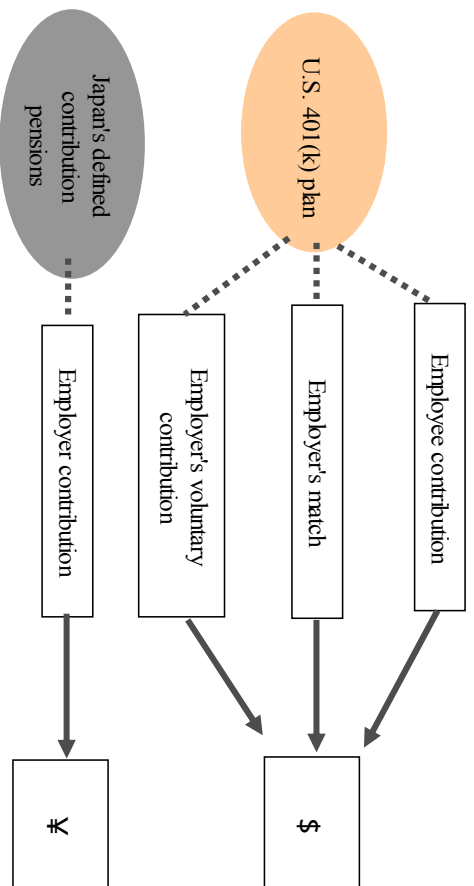 U.S. 401(k) plan
Employee contribution
Employer's match
Employer's voluntary
contribution
$
Japan's defined
contribution
pensions
Employer contribution
¥